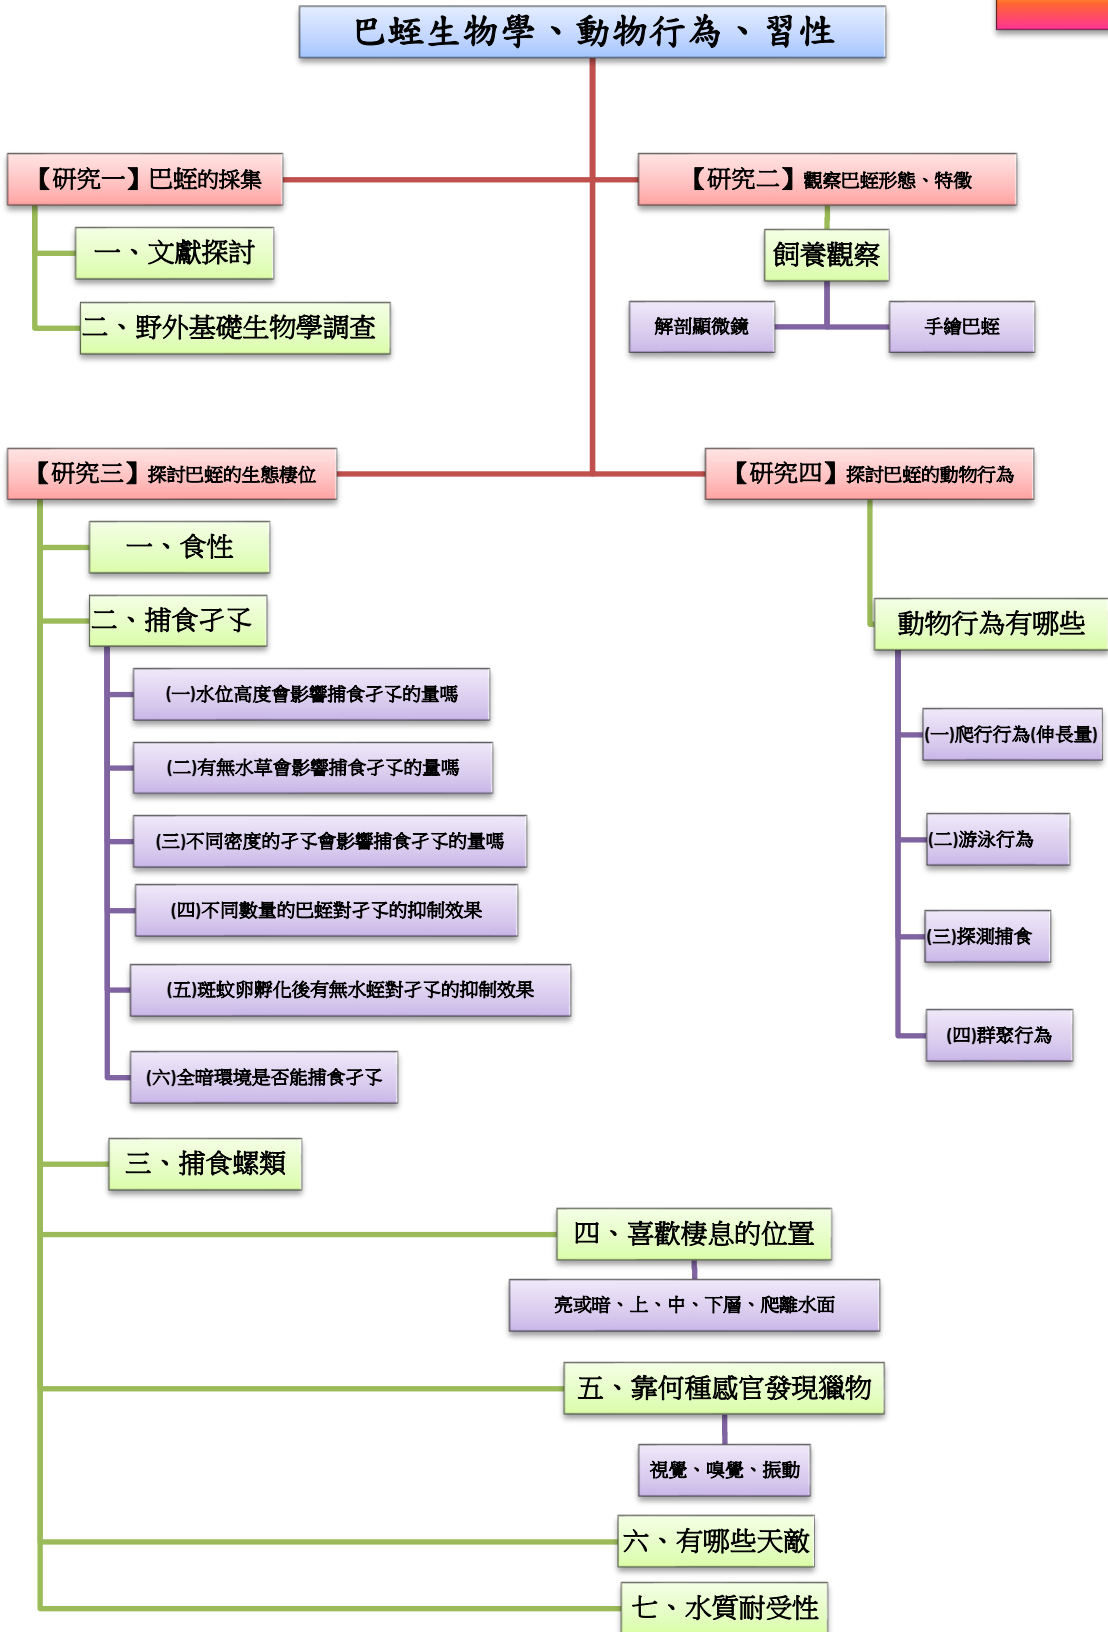 巴蛭生物學、動物行為、習性
【研究一】巴蛭的採集
一、文獻探討
二、野外基礎生物學調查
【研究二】觀察巴蛭形態、特徵
飼養觀察
解剖顯微鏡
手繪巴蛭
【研究三】探討巴蛭的生態棲位
一、食性
二、捕食孑孓
(一)水位高度會影響捕食孑孓的量嗎
(二)有無水草會影響捕食孑孓的量嗎
(三)不同密度的孑孓會影響捕食孑孓的量嗎
(四)不同數量的巴蛭對孑孓的抑制效果
(五)斑蚊卵孵化後有無水蛭對孑孓的抑制效果
(六)全暗環境是否能捕食孑孓
三、捕食螺類
四、喜歡棲息的位置
亮或暗、上、中、下層、爬離水面
五、靠何種感官發現獵物
視覺、嗅覺、振動
六、有哪些天敵
七、水質耐受性
【研究四】探討巴蛭的動物行為
動物行為有哪些
(一)爬行行為(伸長量)
(二)游泳行為
(三)探測捕食
(四)群聚行為